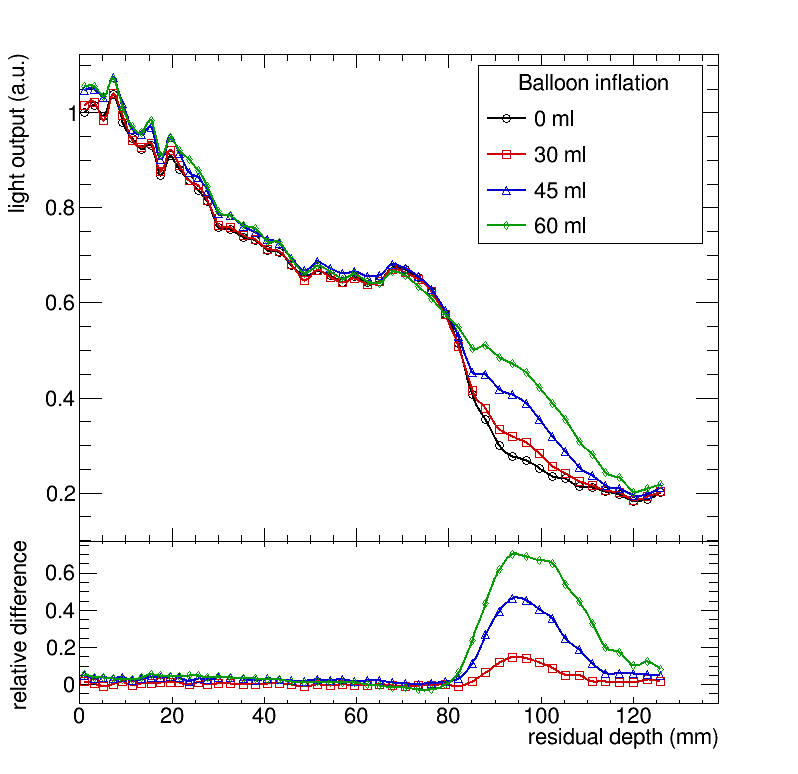 light output (a.u.)
1
0.8
0.6
0.4
0.2
Balloon inflation
0 ml
30 ml
45 ml
60 ml
relative difference
0.6
0.4
0.2
0
0 20 40 60 80 100 120
residual depth (mm)